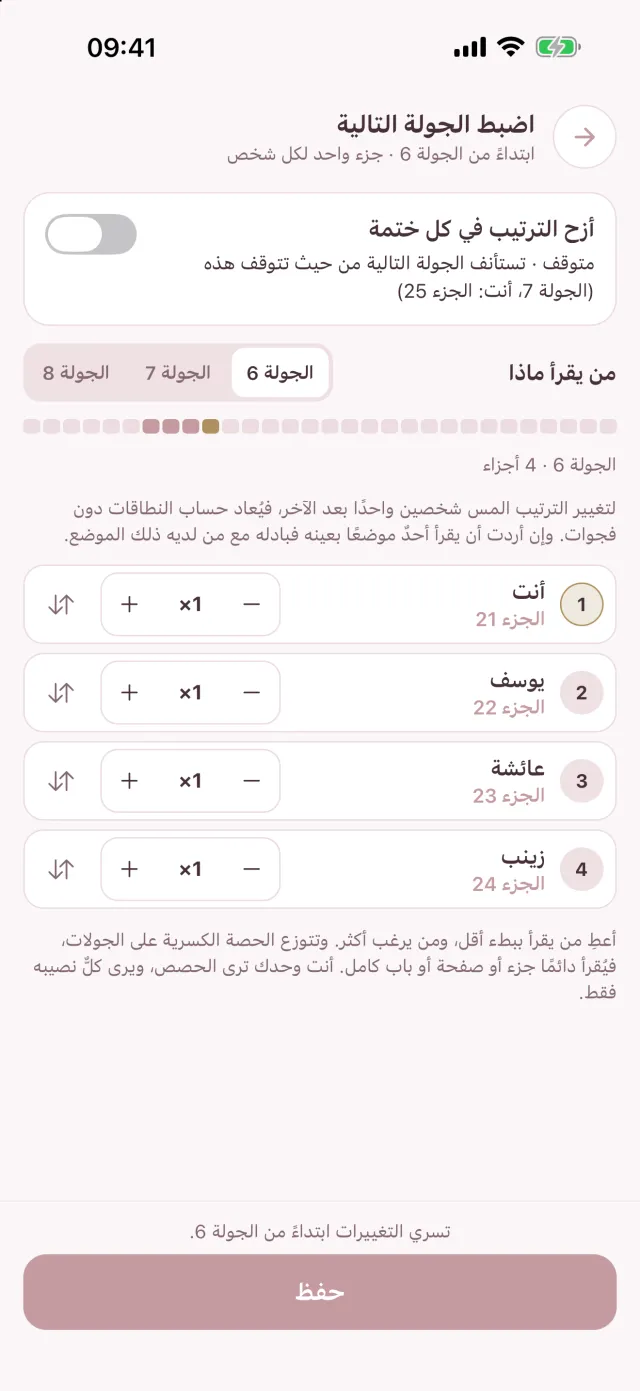 09:41
اضبط الجولة التالية
ابتداءً من الجولة 6 · جزء واحد لكل شخص
أزح الترتيب في كل ختمة
متوقف · تستأنف الجولة التالية من حيث تتوقف هذه
(الجولة 7، أنت: الجزء 25)
من يقرأ ماذا
الجولة 6
الجولة 7
الجولة 8
الجولة 6 · 4 أجزاء
لتغيير الترتيب المس شخصين واحدًا بعد الآخر، فيُعاد حساب النطاقات دون
فجوات. وإن أردت أن يقرأ أحدٌ موضعًا بعينه فبادله مع من لديه ذلك الموضع.
1
أنت
الجزء 21
− ×1 +
2
يوسف
الجزء 22
− ×1 +
3
عائشة
الجزء 23
− ×1 +
4
زينب
الجزء 24
− ×1 +
أعطِ من يقرأ ببطء أقل، ومن يرغب أكثر. وتتوزع الحصة الكسرية على الجولات،
فيُقرأ دائمًا جزء أو صفحة أو باب كامل. أنت وحدك ترى الحصص، ويرى كلٌّ نصيبه
فقط.
تسري التغييرات ابتداءً من الجولة 6.
حفظ